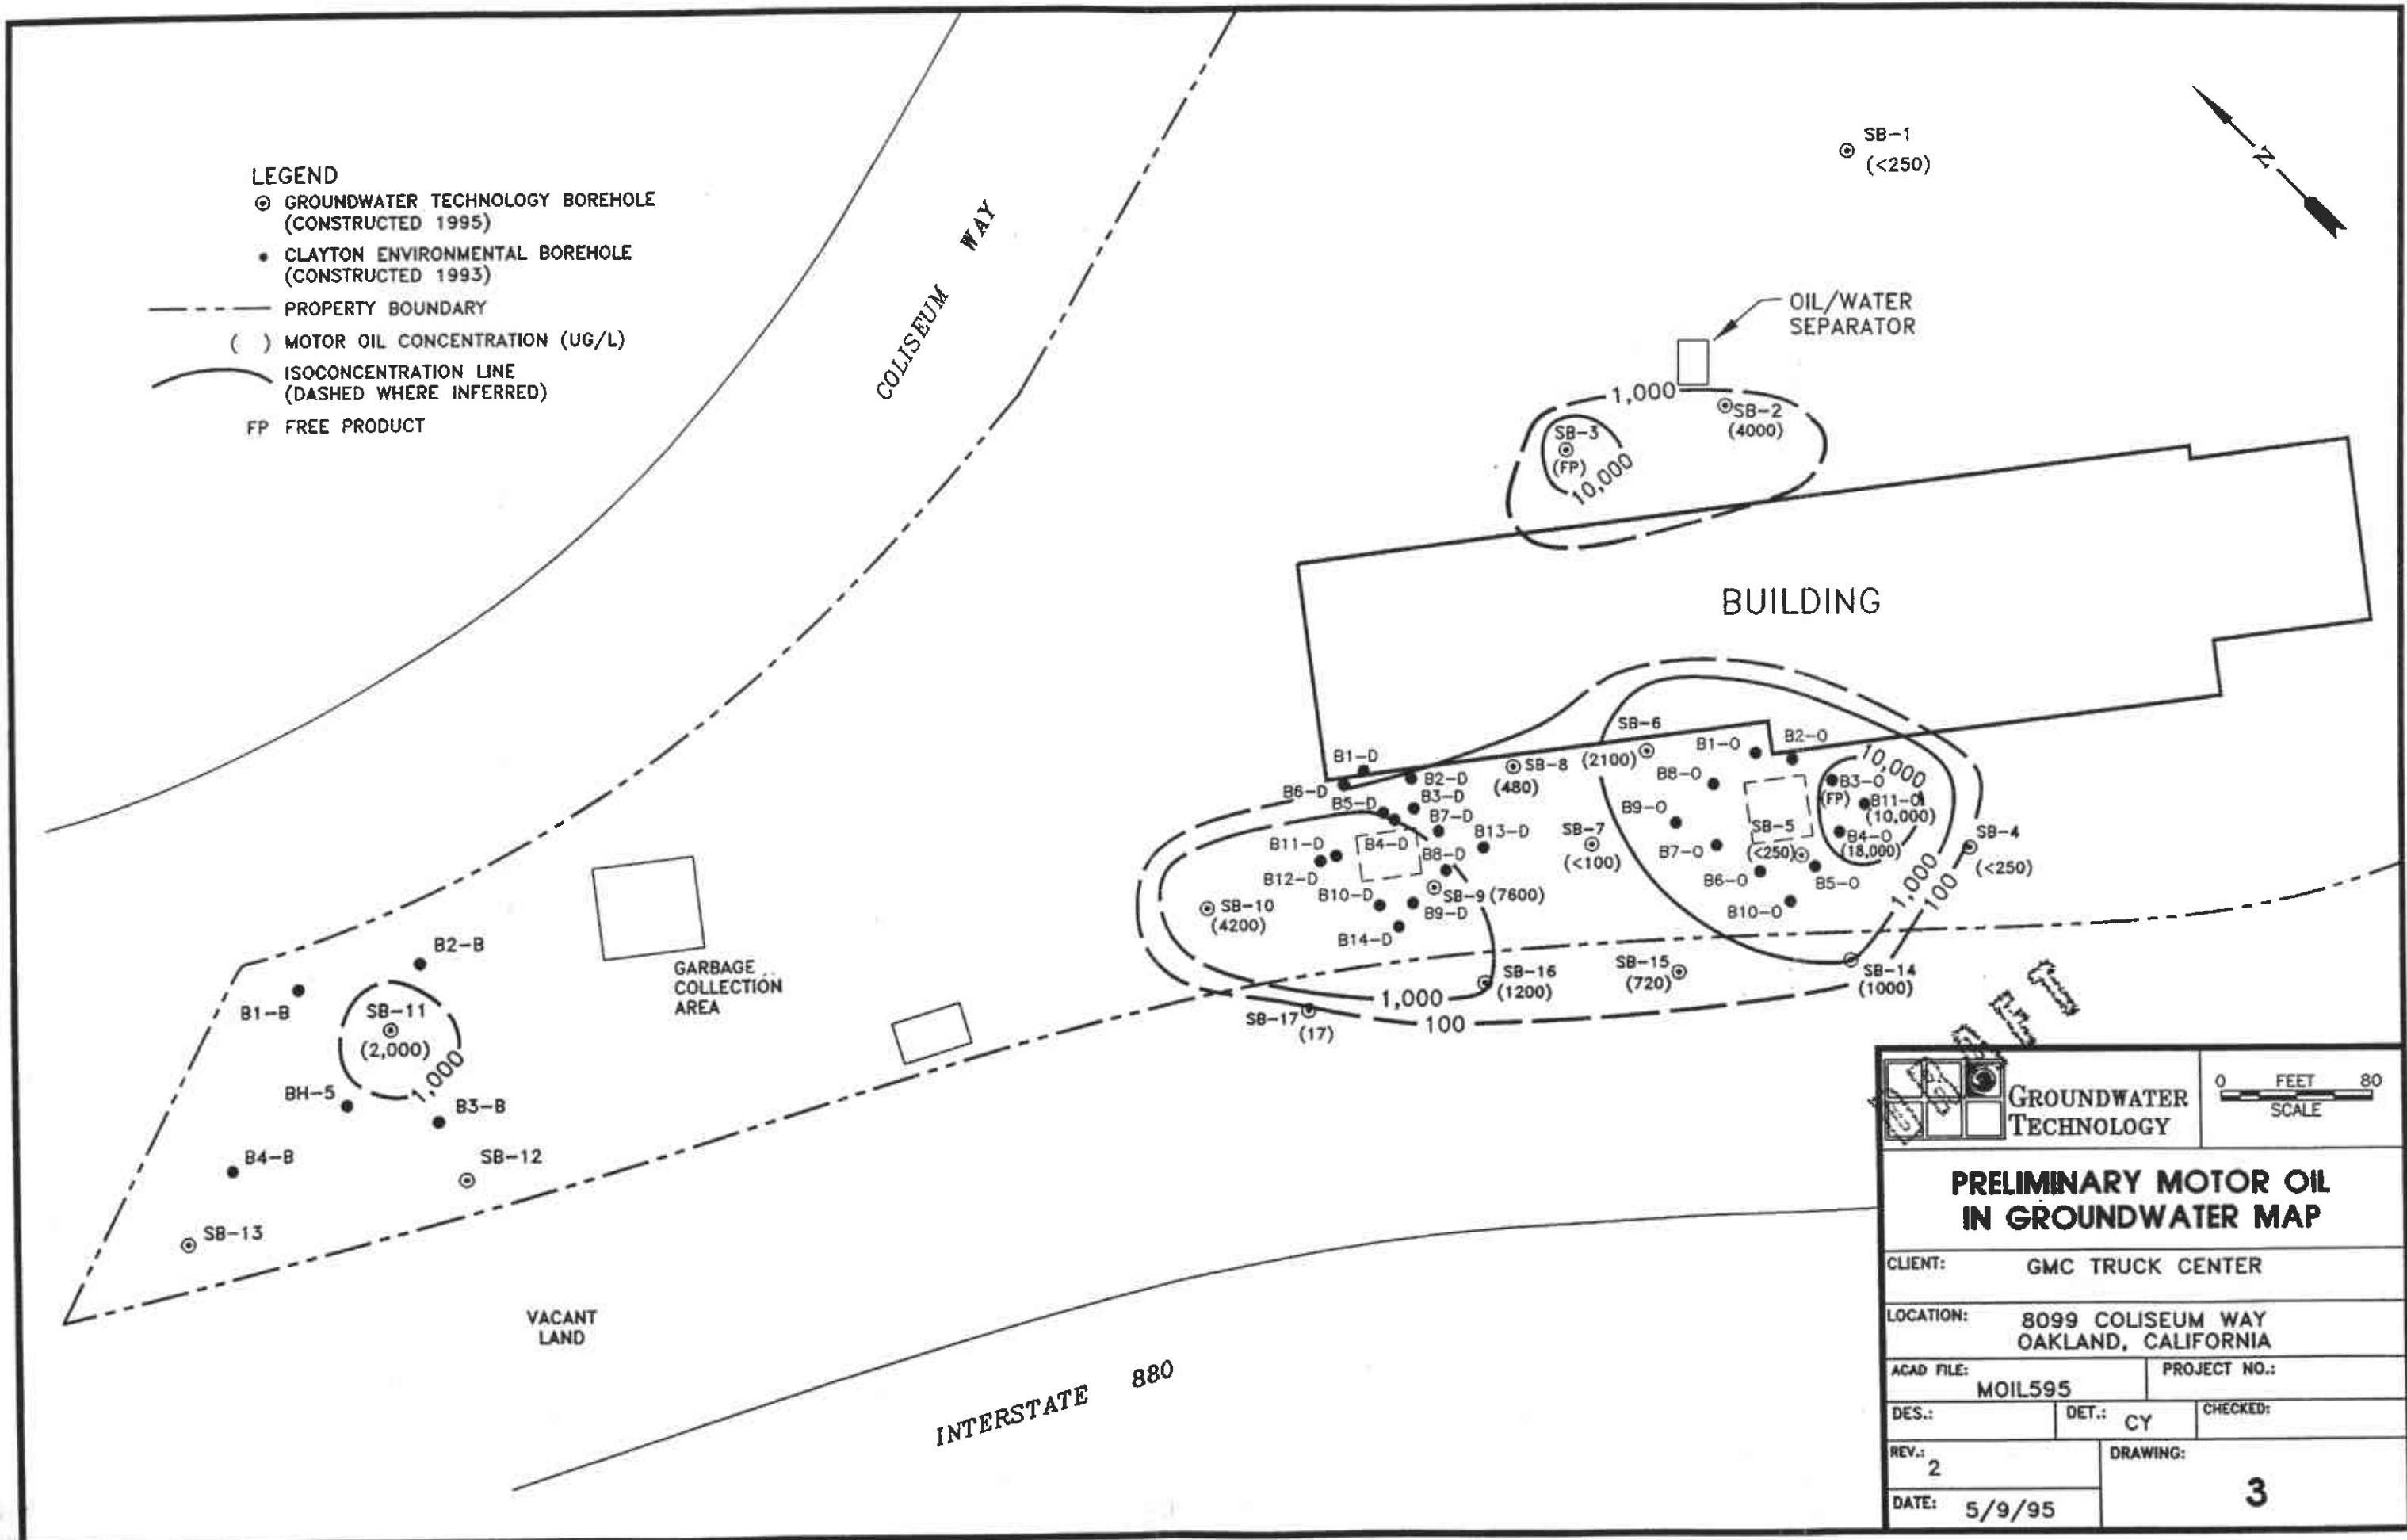 LEGEND
GROUNDWATER TECHNOLOGY BOREHOLE
(CONSTRUCTED 1995)
CLAYTON ENVIRONMENTAL BOREHOLE
(CONSTRUCTED 1993)
PROPERTY BOUNDARY
( ) MOTOR OIL CONCENTRATION (UG/L)
ISOCONCENTRATION LINE
(DASHED WHERE INFERRED)
FP FREE PRODUCT
COLISEUM WAY
SB-1
(<250)
N
OIL/WATER
SEPARATOR
1,000
SB-2
(4000)
SB-3
(FP)
10,000
BUILDING
SB-6
(2100)
B1-O
B2-O
10,000
B1-D
B2-D
SB-8
(480)
B8-O
B3-O
(FP)
B11-O
(10,000)
B6-D
B5-D
B3-D
B7-D
B9-O
SB-5
(<250)
B4-O
(18,000)
SB-4
(<250)
B13-D
SB-7
(<100)
B11-D
B4-D
B8-D
B7-O
B12-D
B6-O
B5-O
B10-D
SB-9 (7600)
B9-D
B10-O
1,000
100
SB-10
(4200)
B14-D
SB-16
(1200)
SB-15
(720)
SB-14
(1000)
1,000
100
SB-17
(17)
GARBAGE
COLLECTION
AREA
B2-B
B1-B
SB-11
(2,000)
1,000
BH-5
B3-B
B4-B
SB-12
SB-13
VACANT
LAND
INTERSTATE 880
DRAFT
GROUNDWATER
TECHNOLOGY
0 FEET 80
SCALE
PRELIMINARY MOTOR OIL
IN GROUNDWATER MAP
CLIENT: GMC TRUCK CENTER
LOCATION: 8099 COLISEUM WAY
OAKLAND, CALIFORNIA
ACAD FILE: MOIL595
PROJECT NO.:
DES.:
DET.: CY
CHECKED:
REV.: 2
DRAWING: 3
DATE: 5/9/95